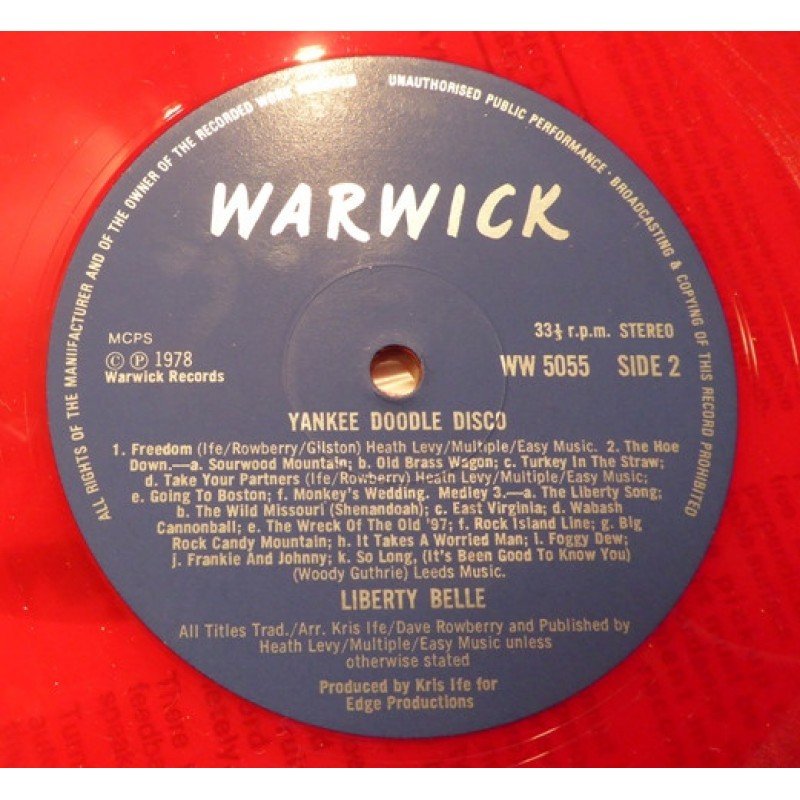 ALL RIGHTS OF THE MANUFACTURER AND OF THE OWNER OF THE RECORDED WORK RESERVED
UNAUTHORISED PUBLIC PERFORMANCE · BROADCASTING & COPYING OF THIS RECORD PROHIBITED
WARWICK
MCPS
© ℗ 1978
Warwick Records
33⅓ r.p.m. STEREO
WW 5055 SIDE 2
YANKEE DOODLE DISCO
1. Freedom (Ife/Rowberry/Gilston) Heath Levy/Multiple/Easy Music. 2. The Hoe
Down.—a. Sourwood Mountain; b. Old Brass Wagon; c. Turkey In The Straw;
d. Take Your Partners (Ife/Rowberry) Heath Levy/Multiple/Easy Music;
e. Going To Boston; f. Monkey's Wedding. Medley 3.—a. The Liberty Song;
b. The Wild Missouri (Shenandoah); c. East Virginia; d. Wabash
Cannonball; e. The Wreck Of The Old '97; f. Rock Island Line; g. Big
Rock Candy Mountain; h. It Takes A Worried Man; I. Foggy Dew;
j. Frankie And Johnny; k. So Long, (It's Been Good To Know You)
(Woody Guthrie) Leeds Music.
LIBERTY BELLE
All Titles Trad./Arr. Kris Ife/Dave Rowberry and Published by
Heath Levy/Multiple/Easy Music unless
otherwise stated
Produced by Kris Ife for
Edge Productions